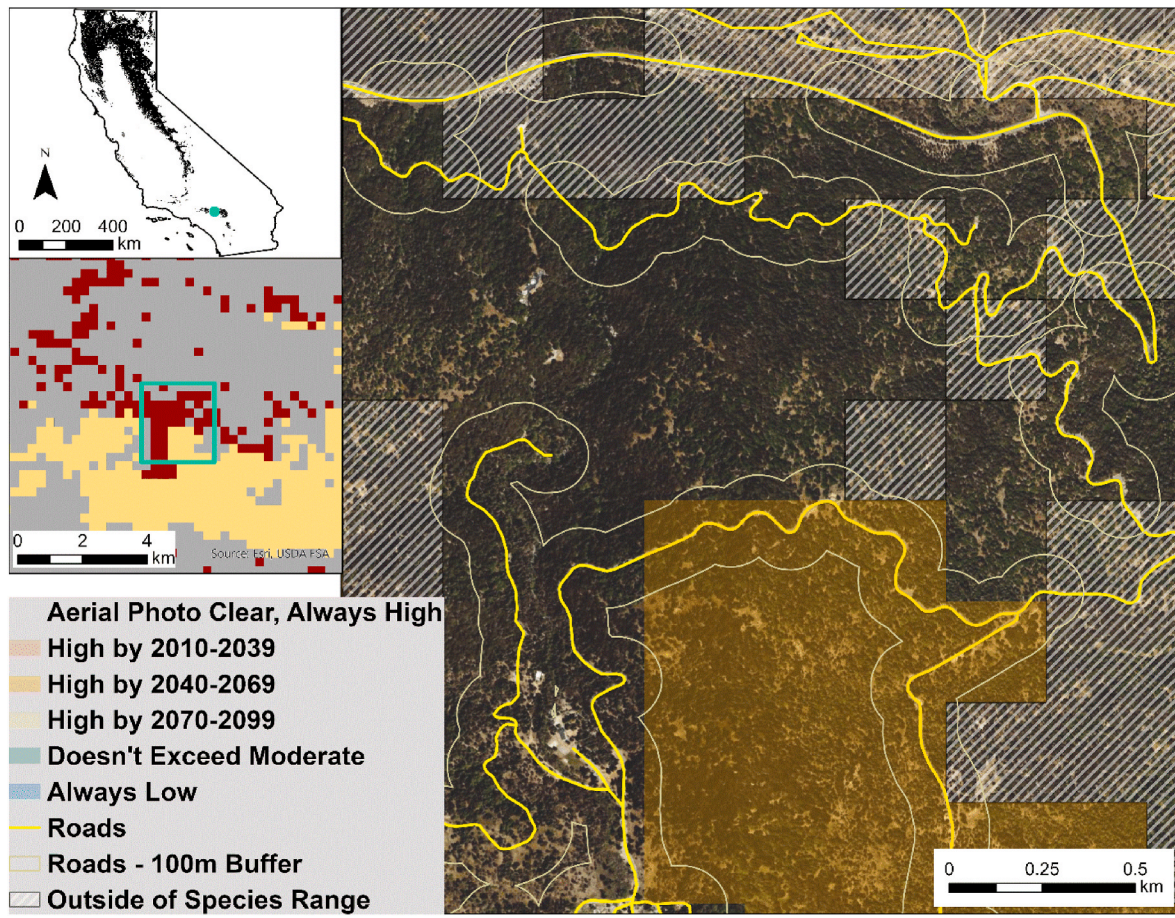 N
0 200 400
km
0 2 4
km
Source: Esri, USDA FSA
Aerial Photo Clear, Always High
High by 2010-2039
High by 2040-2069
High by 2070-2099
Doesn't Exceed Moderate
Always Low
Roads
Roads - 100m Buffer
Outside of Species Range
0 0.25 0.5
km